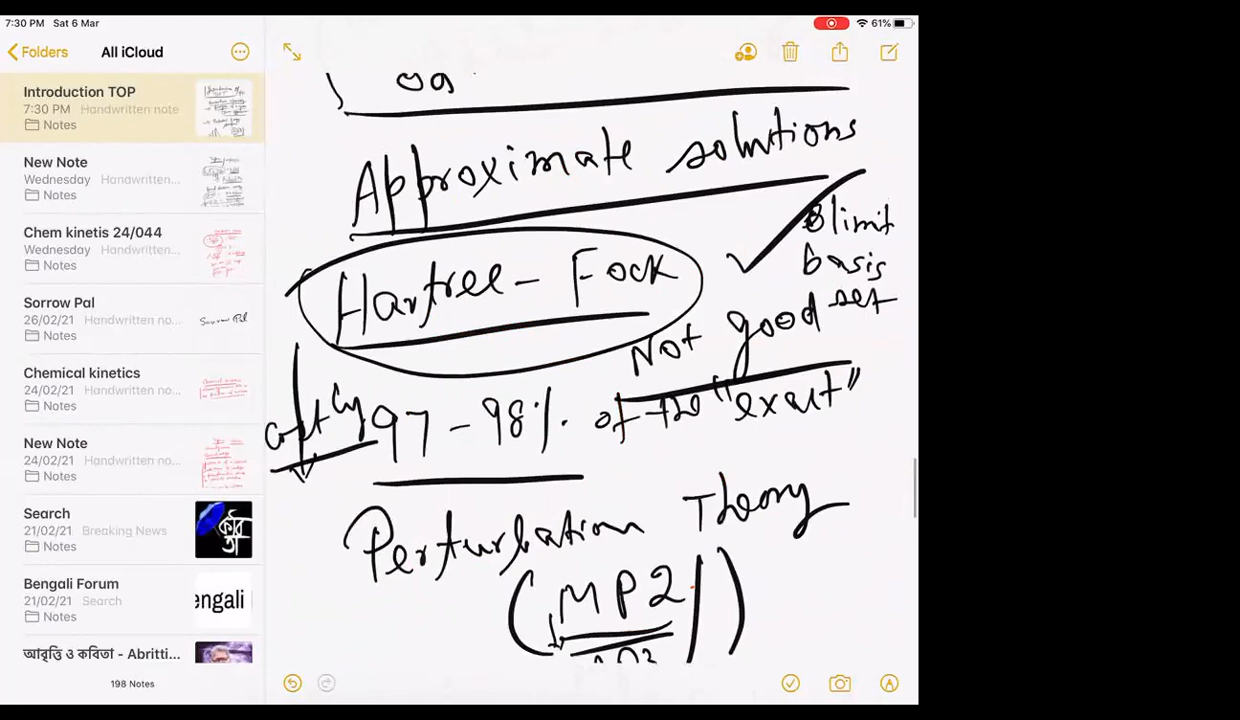 7:30 PM Sat 6 Mar
61%
Folders
All iCloud
Introduction TOP
7:30 PM Handwritten note
Notes
New Note
Wednesday Handwritten...
Notes
Chem kinetis 24/044
Wednesday Handwritten...
Notes
Sorrow Pal
26/02/21 Handwritten no...
Notes
Chemical kinetics
24/02/21 Handwritten no...
Notes
New Note
24/02/21 Handwritten no...
Notes
Search
21/02/21 Breaking News
Notes
Bengali Forum
21/02/21 Search
Notes
engali
আবৃত্তি ও কবিতা - Abritti...
198 Notes
Approximate solutions
Hartree - Fock
limit
basis
set
Not good
costly
97 - 98% of the "exact"
Perturbation Theory
(MP2)